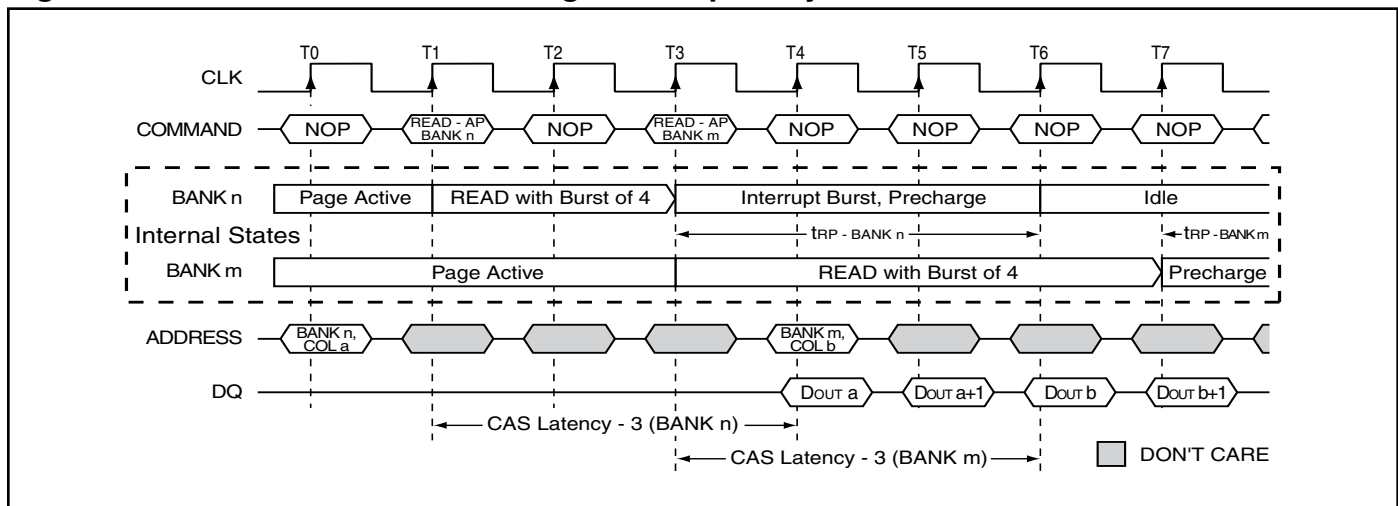 T0 T1 T2 T3 T4 T5 T6 T7
CLK
COMMAND NOP READ - AP BANK n NOP READ - AP BANK m NOP NOP NOP NOP
BANK n Page Active READ with Burst of 4 Interrupt Burst, Precharge Idle
Internal States tRP - BANK n tRP - BANK m
BANK m Page Active READ with Burst of 4 Precharge
ADDRESS BANK n, COL a BANK m, COL b
DQ DOUT a DOUT a+1 DOUT b DOUT b+1
CAS Latency - 3 (BANK n)
CAS Latency - 3 (BANK m) DON'T CARE